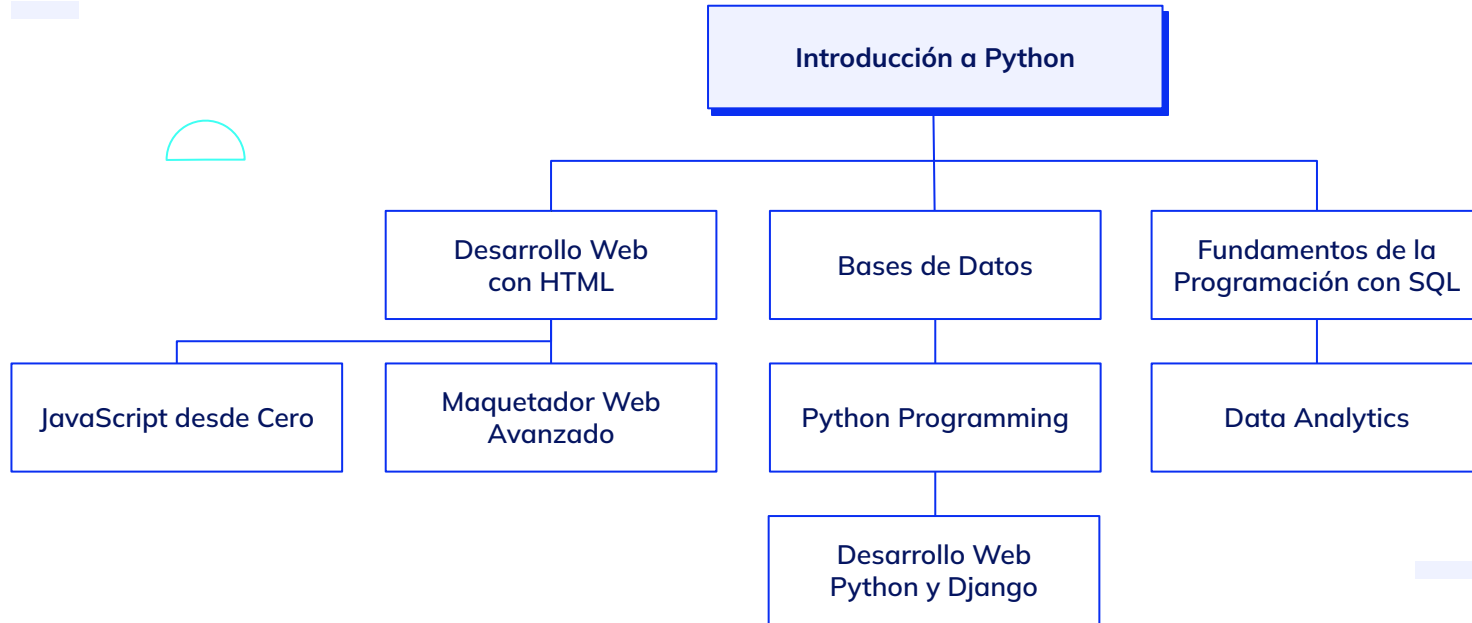 Introducción a Python
Desarrollo Web
con HTML
Bases de Datos
Fundamentos de la
Programación con SQL
JavaScript desde Cero
Maquetador Web
Avanzado
Python Programming
Data Analytics
Desarrollo Web
Python y Django